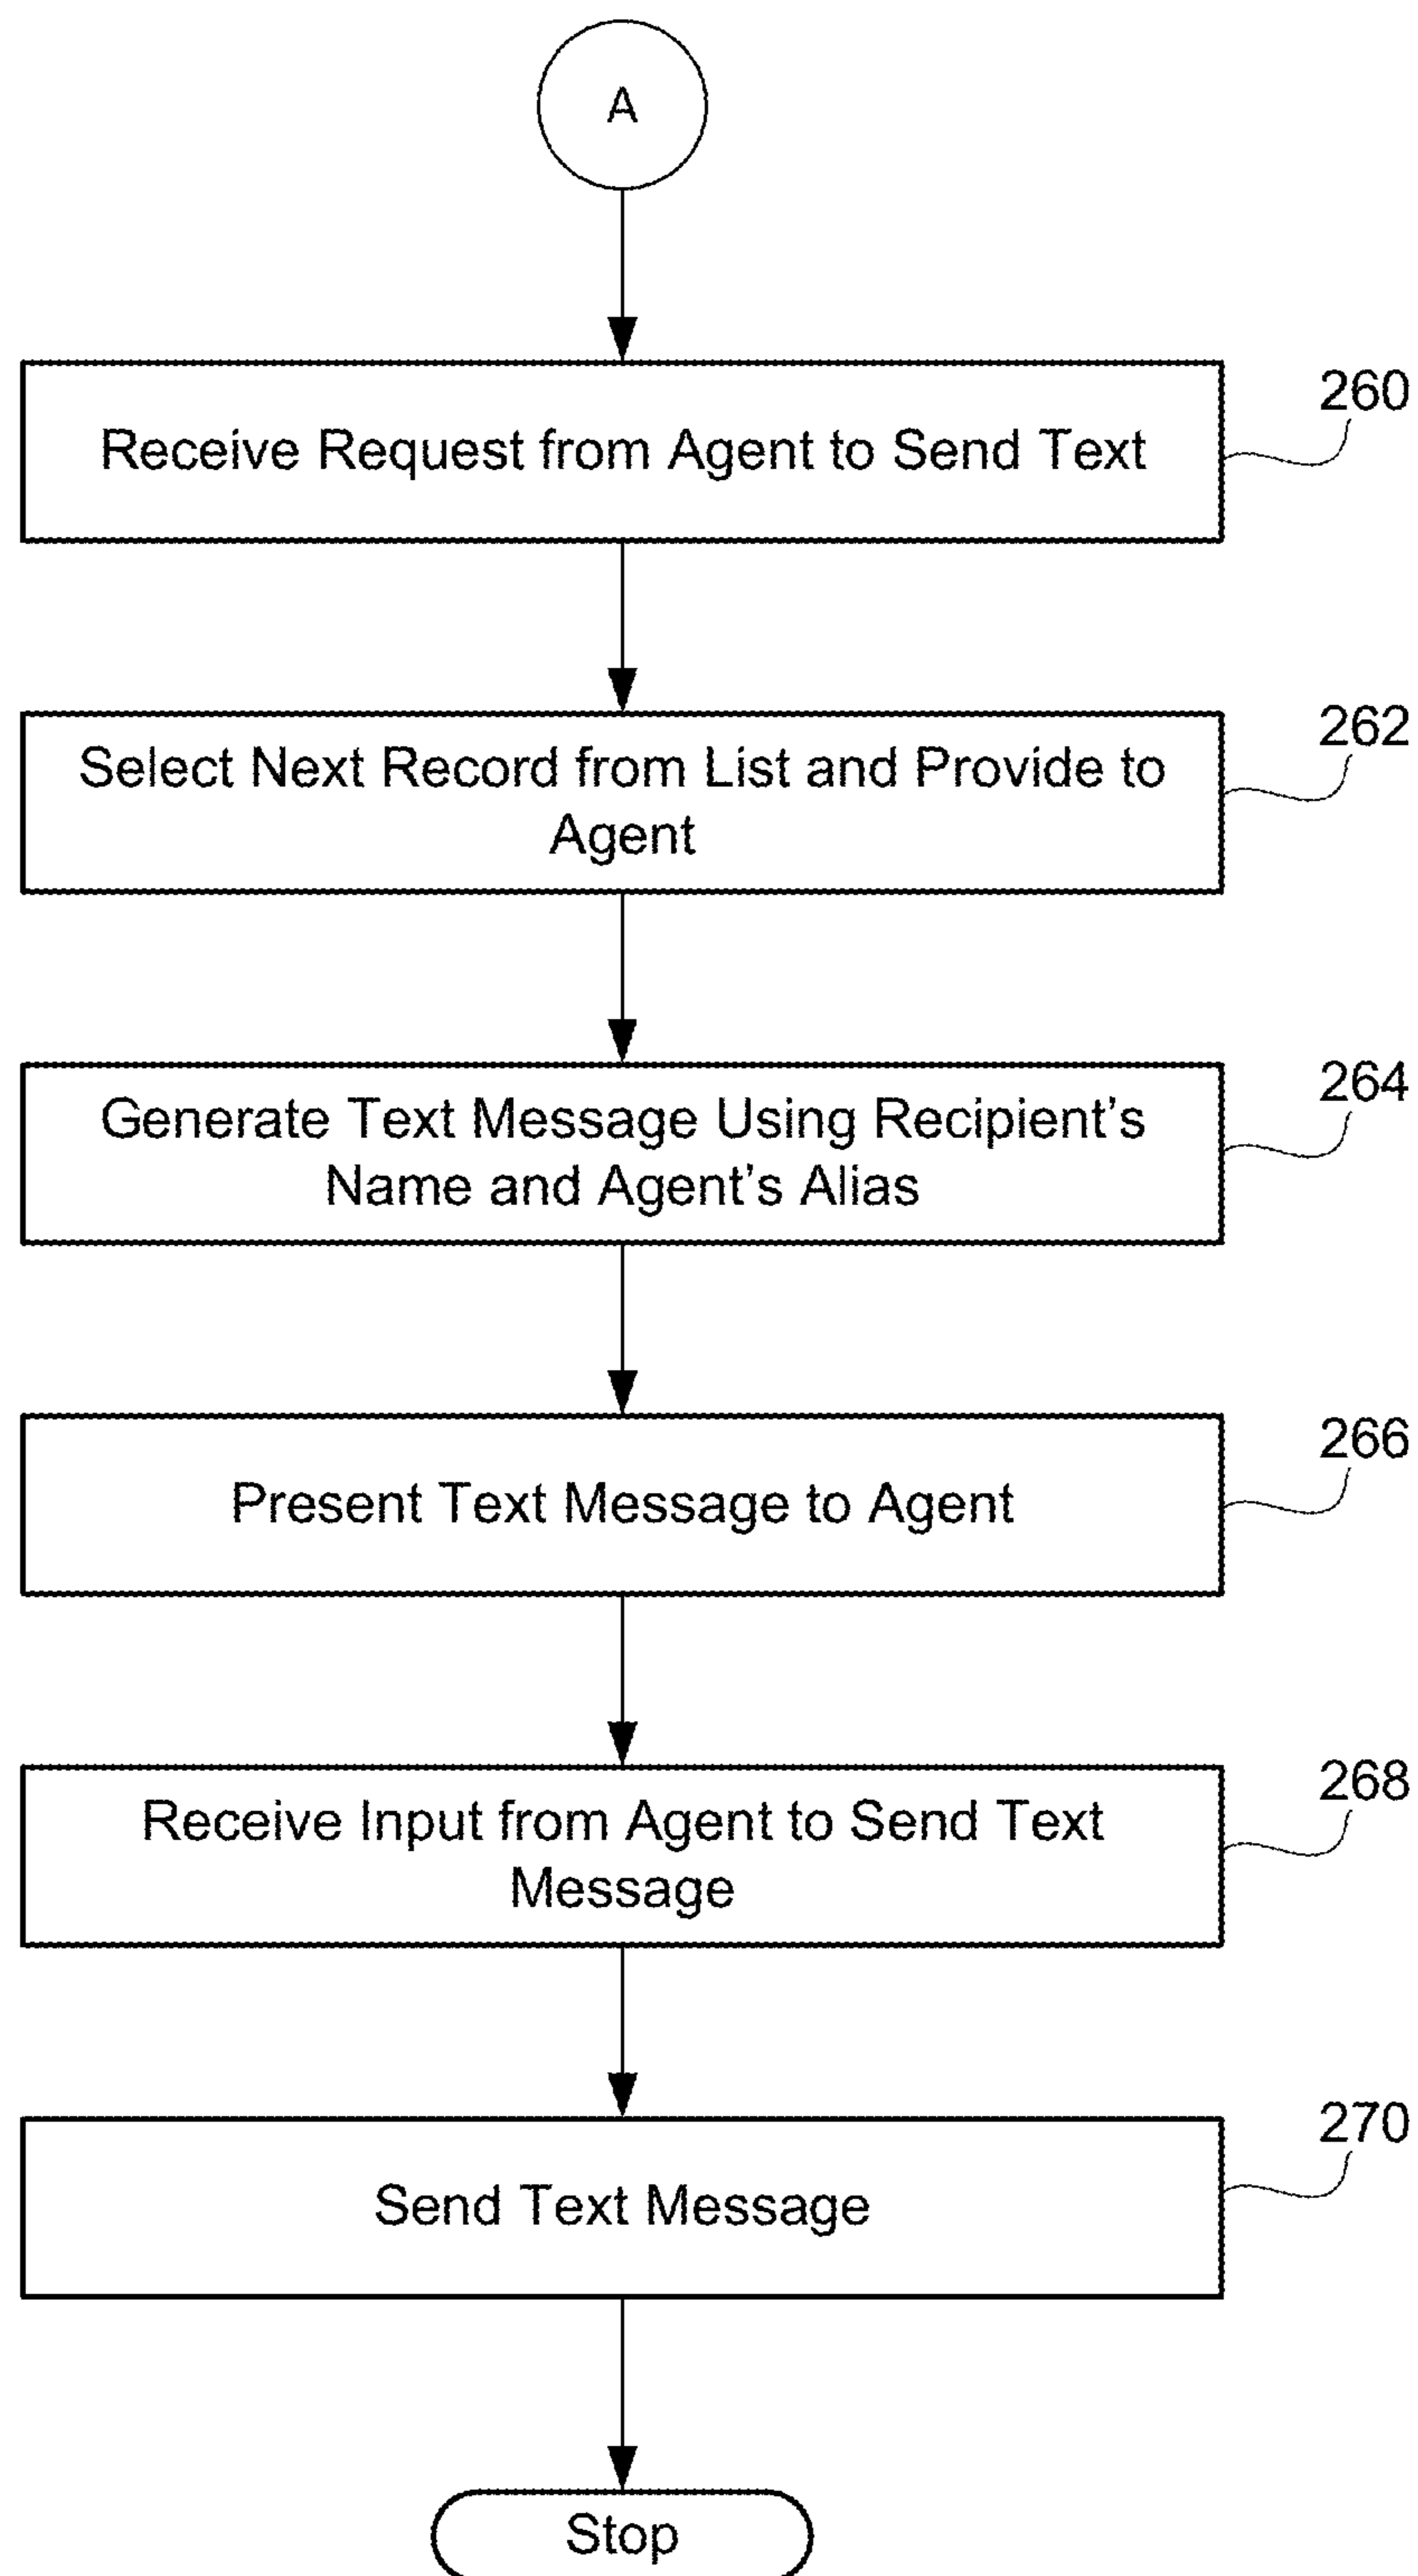 A
Receive Request from Agent to Send Text
260
Select Next Record from List and Provide to
Agent
262
Generate Text Message Using Recipient’s
Name and Agent’s Alias
264
Present Text Message to Agent
266
Receive Input from Agent to Send Text
Message
268
Send Text Message
270
Stop